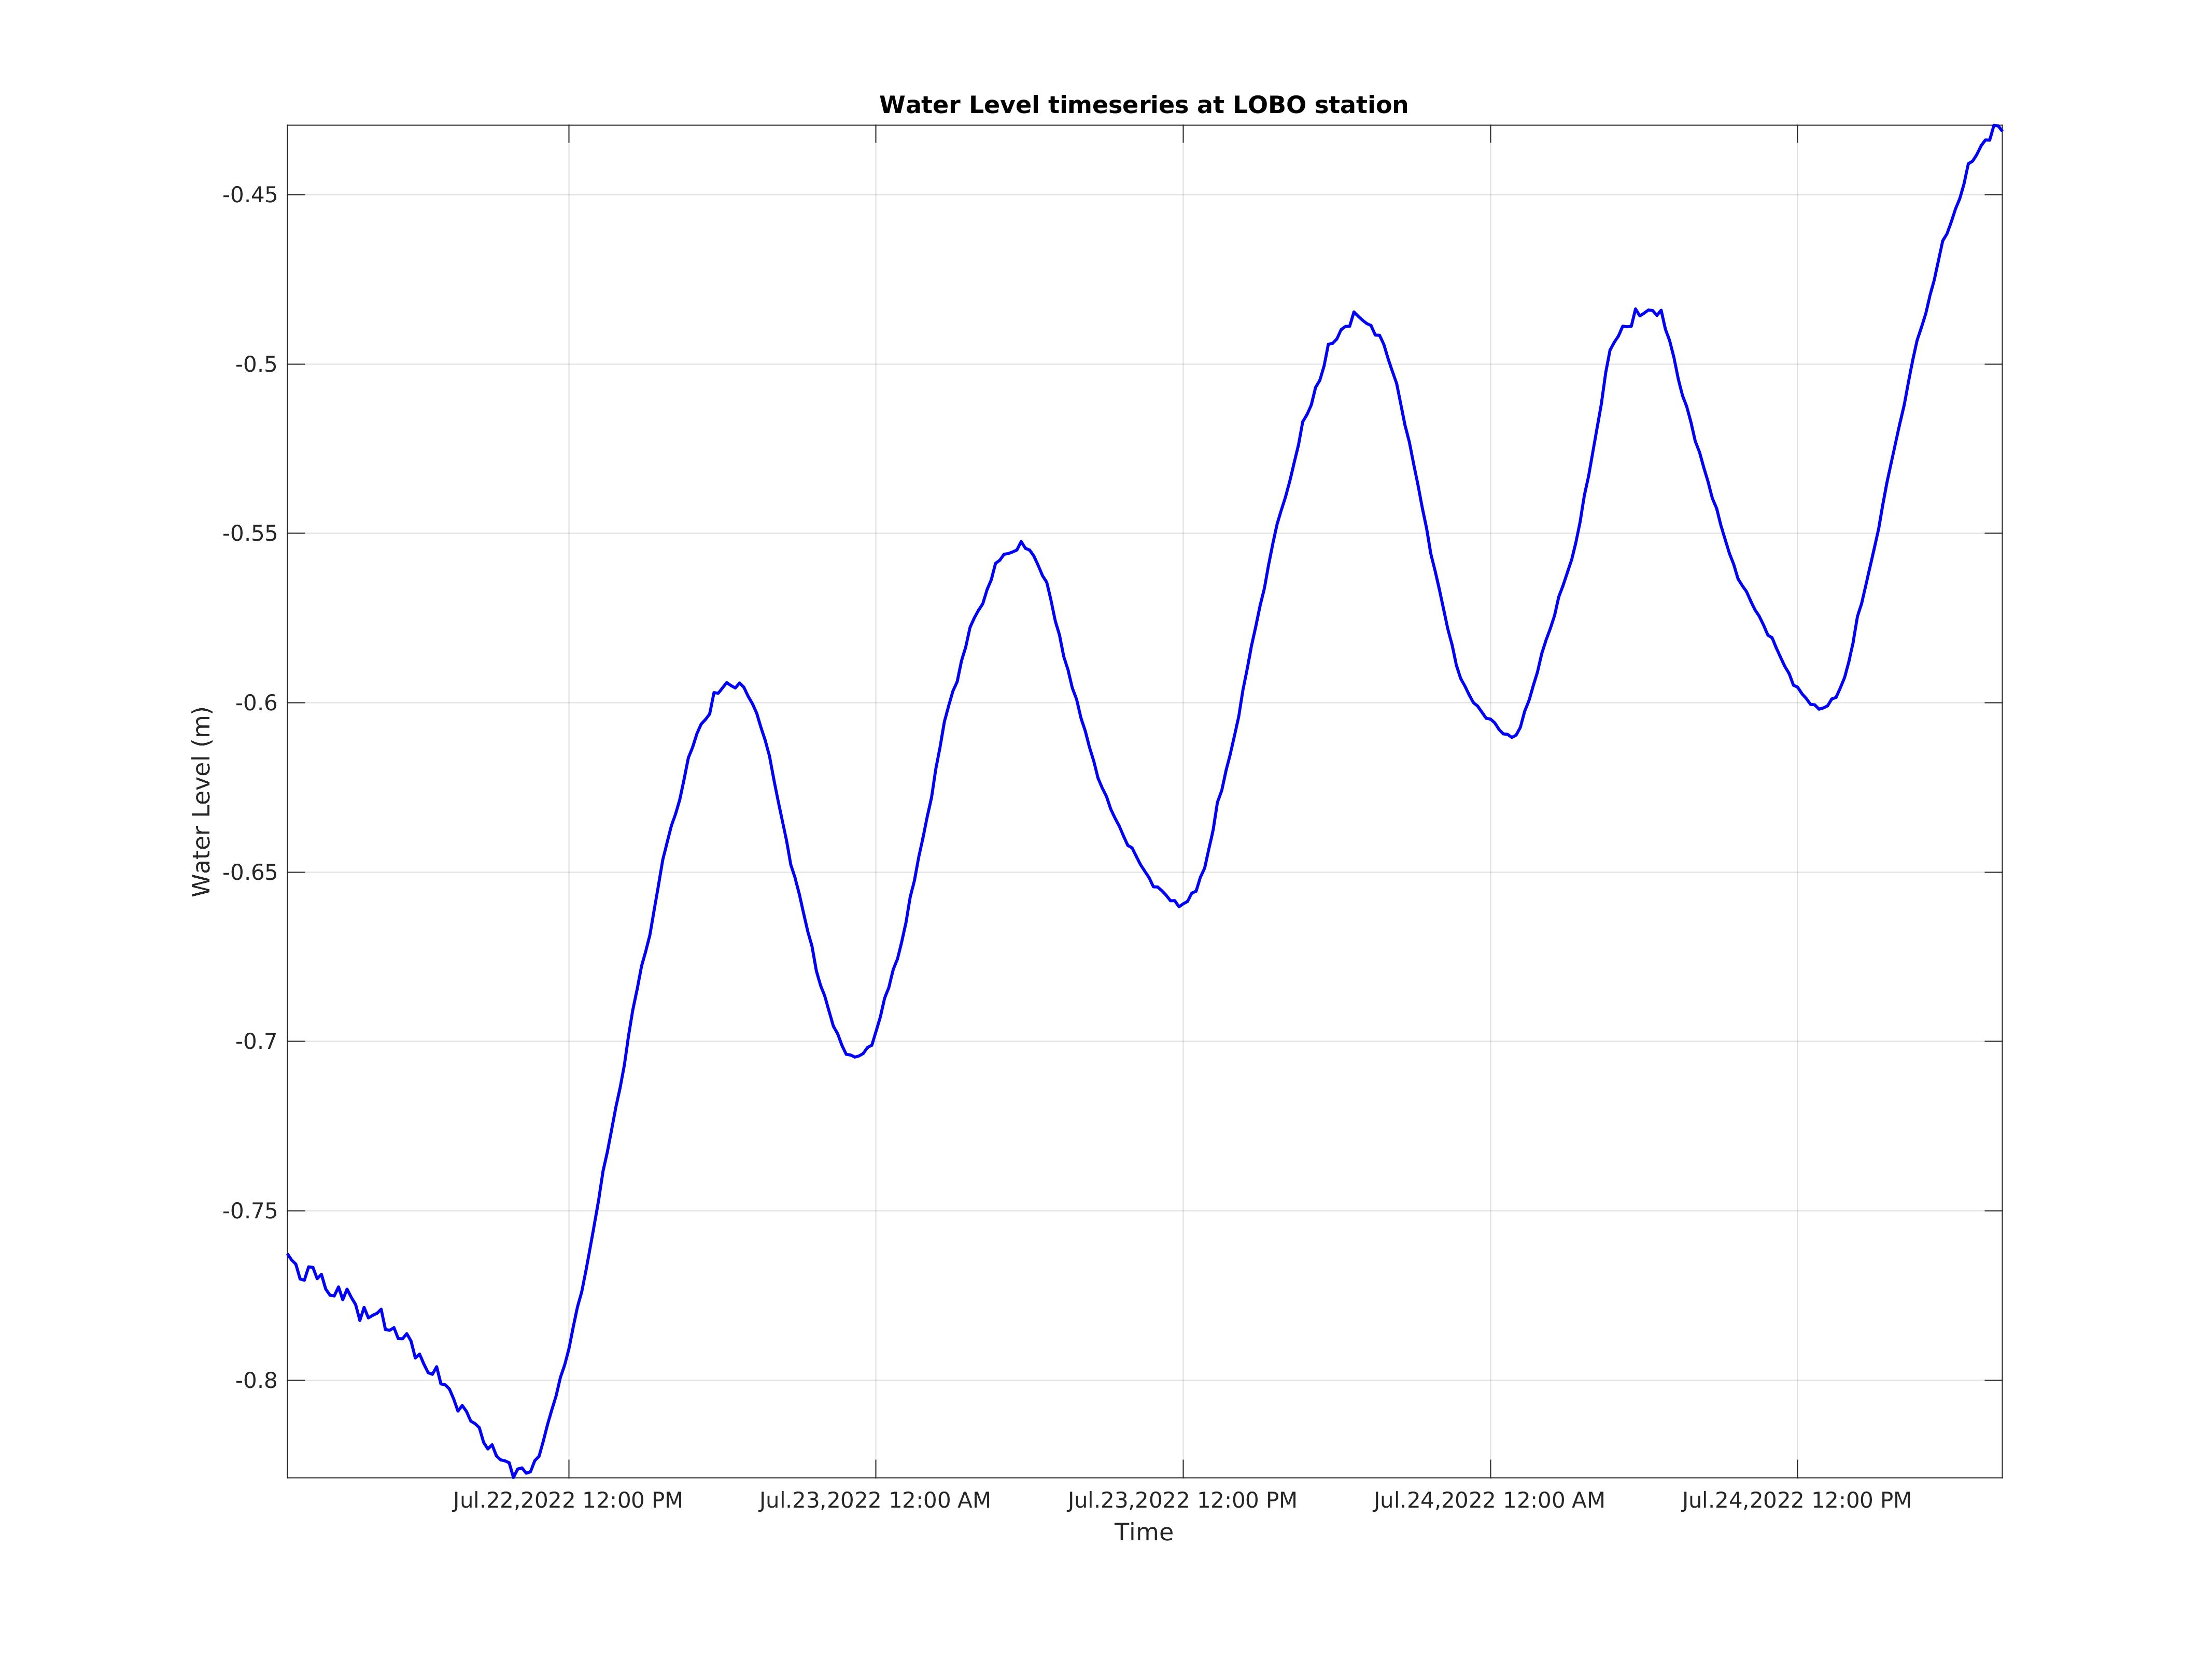 Water Level timeseries at LOBO station
-0.45
-0.5
-0.55
-0.6
-0.65
-0.7
-0.75
-0.8
Water Level (m)
Jul.22,2022 12:00 PM
Jul.23,2022 12:00 AM
Jul.23,2022 12:00 PM
Jul.24,2022 12:00 AM
Jul.24,2022 12:00 PM
Time